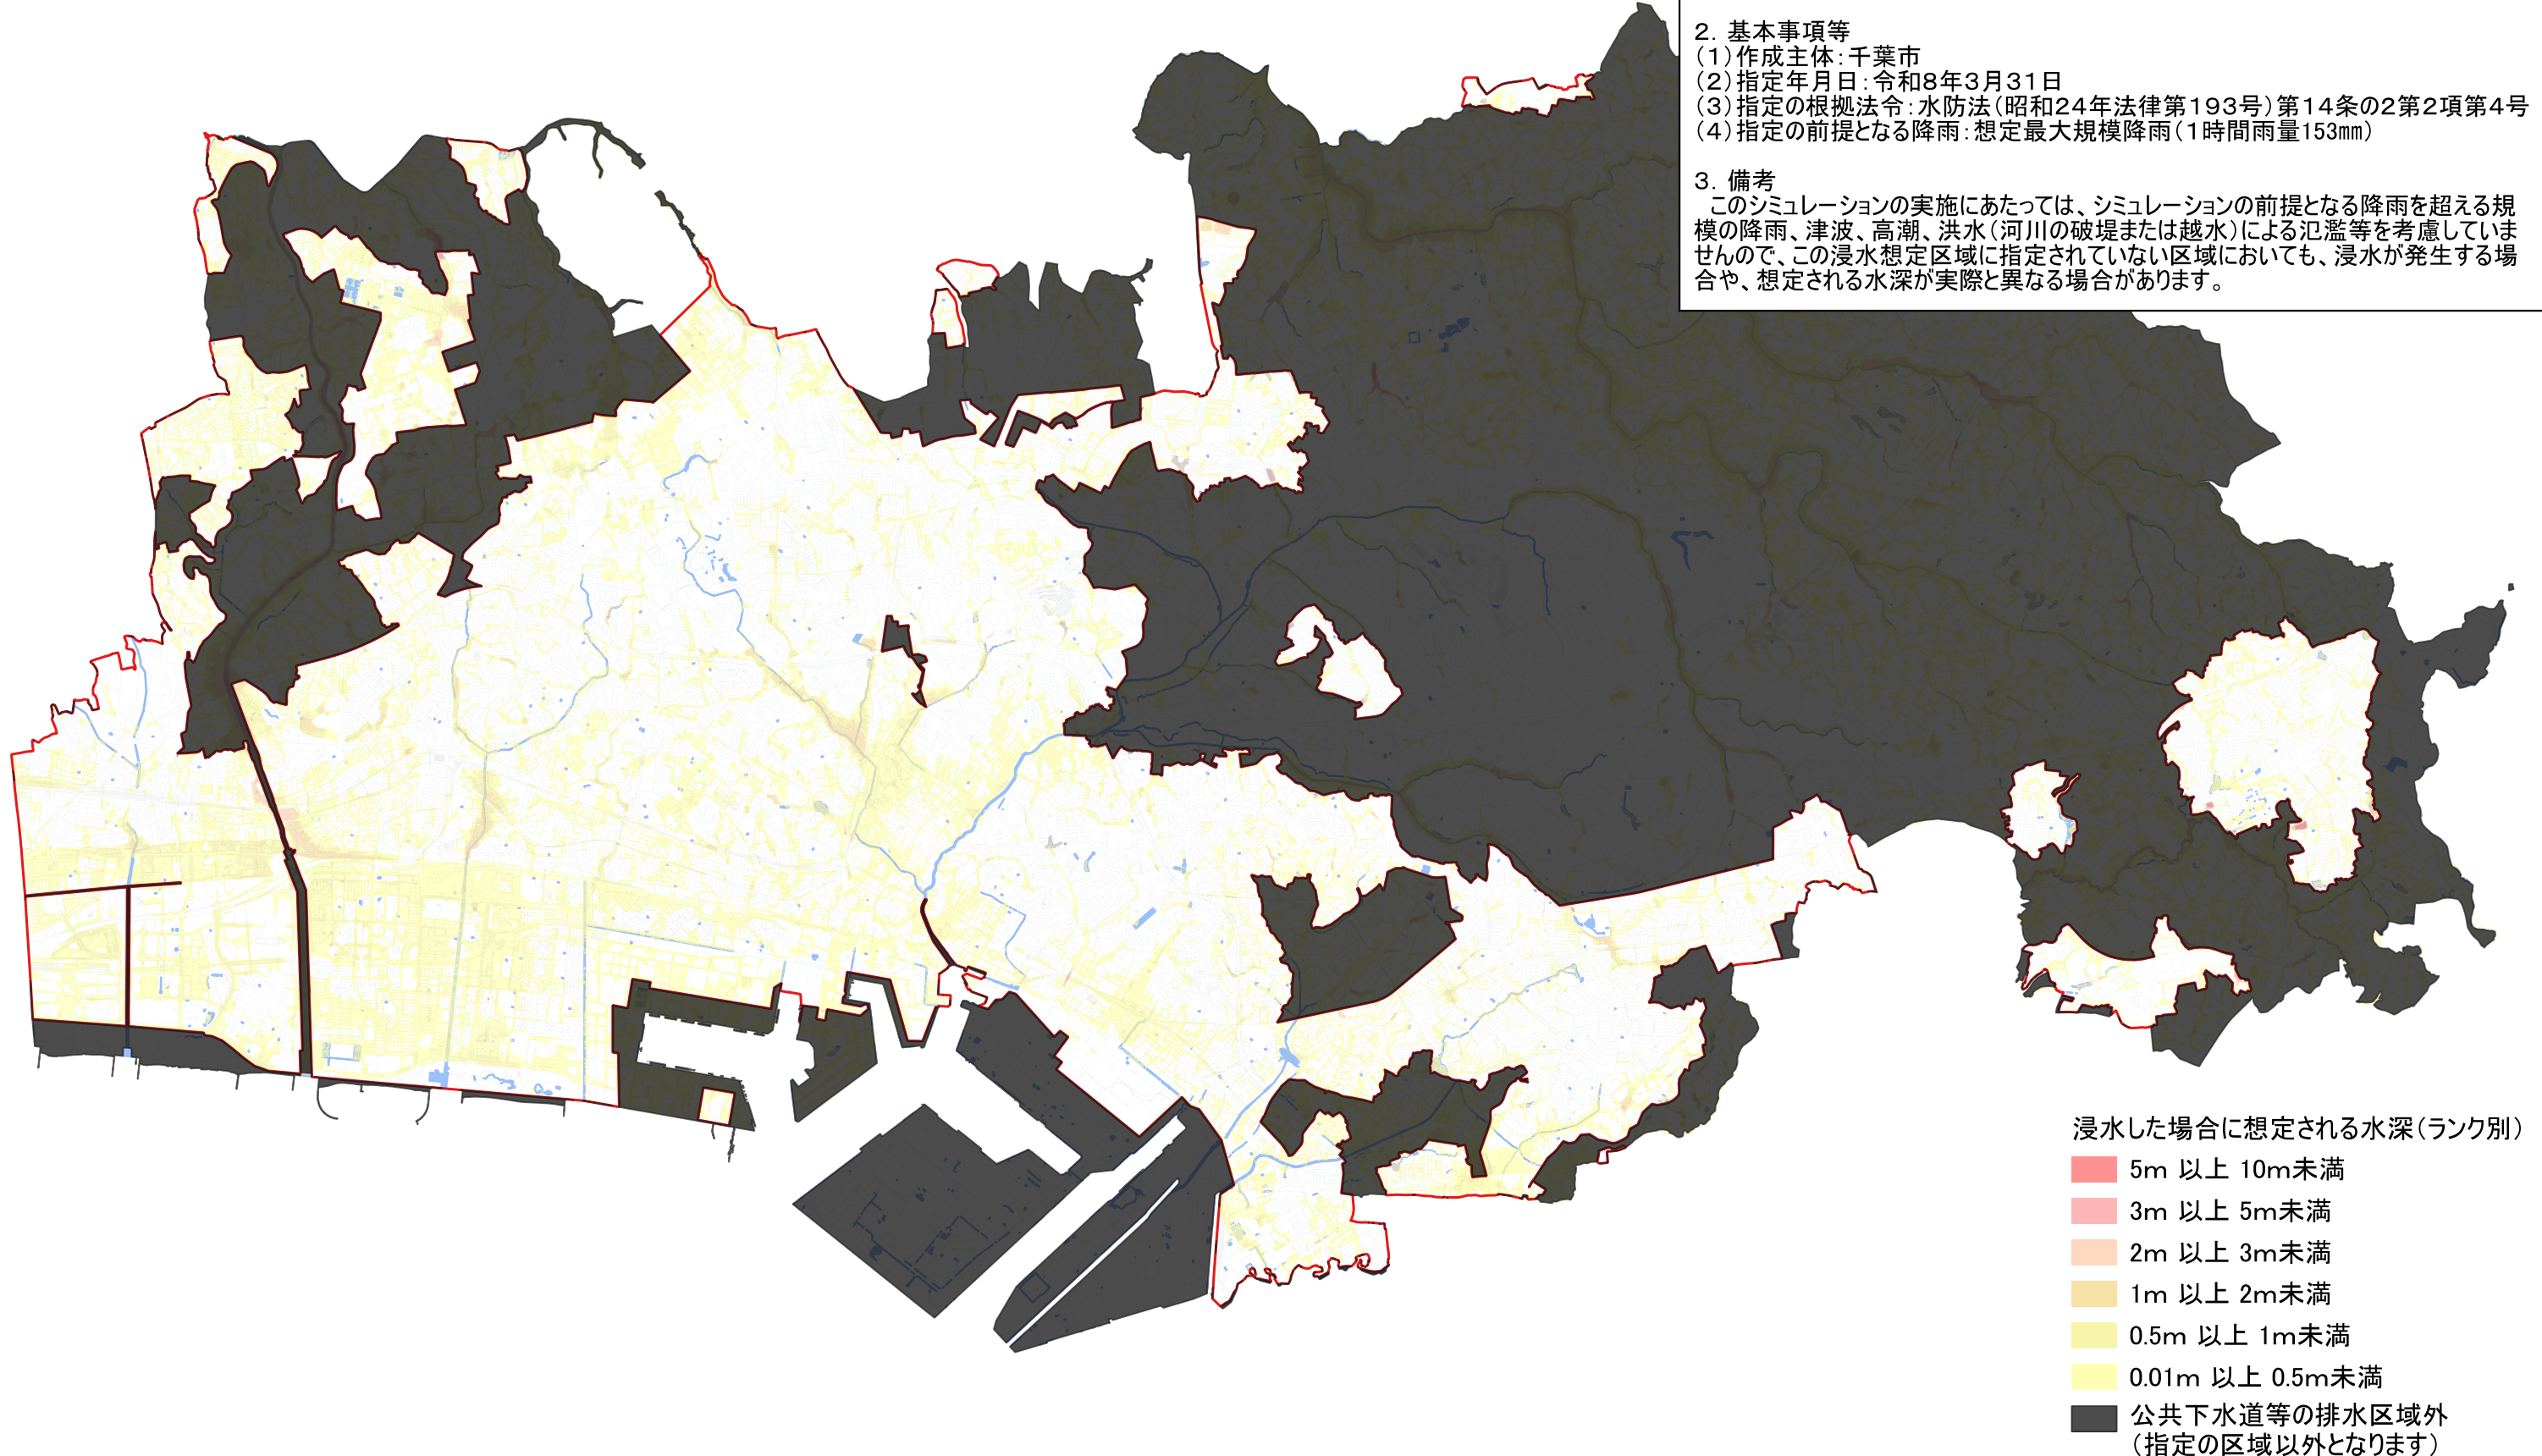 2. 基本事項等
(1)作成主体:千葉市
(2)指定年月日:令和8年3月31日
(3)指定の根拠法令:水防法(昭和24年法律第193号)第14条の2第2項第4号
(4)指定の前提となる降雨:想定最大規模降雨(1時間雨量153㎜)
3. 備考
このシミュレーションの実施にあたっては、シミュレーションの前提となる降雨を超える規
模の降雨、津波、高潮、洪水(河川の破堤または越水)による氾濫等を考慮していま
せんので、この浸水想定区域に指定されていない区域においても、浸水が発生する場
合や、想定される水深が実際と異なる場合があります。
浸水した場合に想定される水深(ランク別)
5m 以上 10m未満
3m 以上 5m未満
2m 以上 3m未満
1m 以上 2m未満
0.5m 以上 1m未満
0.01m 以上 0.5m未満
公共下水道等の排水区域外
(指定の区域以外となります)